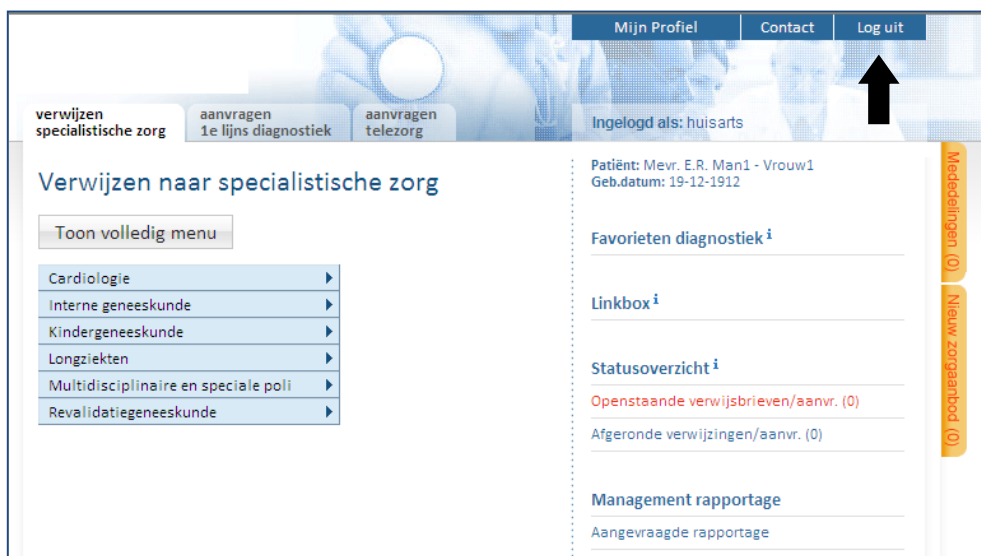 Mijn Profiel
Contact
Log uit
verwijzen
specialistische zorg
aanvragen
1e lijns diagnostiek
aanvragen
telezorg
Ingelogd als: huisarts
Verwijzen naar specialistische zorg
Toon volledig menu
Cardiologie
Interne geneeskunde
Kindergeneeskunde
Longziekten
Multidisciplinaire en speciale poli
Revalidatiegeneeskunde
Patiënt: Mevr. E.R. Man1 - Vrouw1
Geb.datum: 19-12-1912
Favorieten diagnostiek i
Linkbox i
Statusoverzicht i
Openstaande verwijsbrieven/aanvr. (0)
Afgeronde verwijzingen/aanvr. (0)
Management rapportage
Aangevraagde rapportage
Mededelingen (0)
Nieuw zorgaanbod (0)